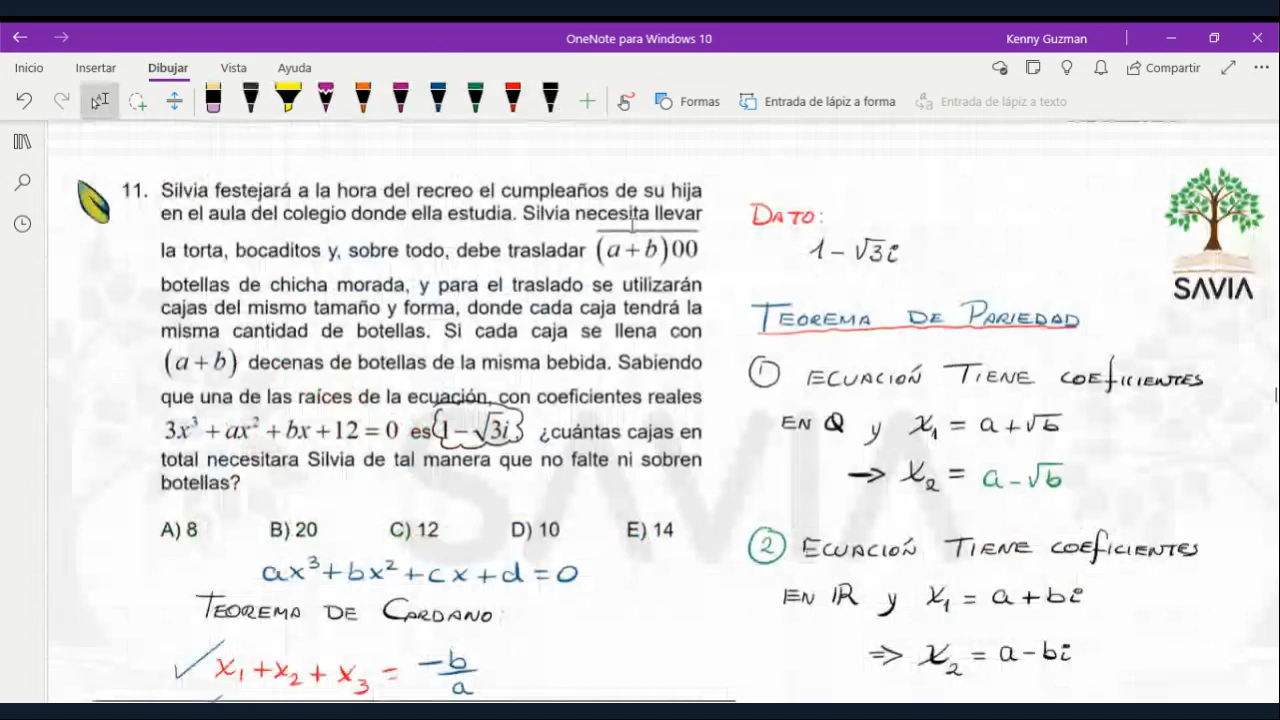 OneNote para Windows 10
Kenny Guzman
Inicio Insertar Dibujar Vista Ayuda
Compartir
Formas
Entrada de lápiz a forma
Entrada de lápiz a texto
11. Silvia festejará a la hora del recreo el cumpleaños de su hija
en el aula del colegio donde ella estudia. Silvia necesita llevar
la torta, bocaditos y, sobre todo, debe trasladar (a+b)00
botellas de chicha morada, y para el traslado se utilizarán
cajas del mismo tamaño y forma, donde cada caja tendrá la
misma cantidad de botellas. Si cada caja se llena con
(a+b) decenas de botellas de la misma bebida. Sabiendo
que una de las raíces de la ecuación, con coeficientes reales
3x³ + ax² + bx + 12 = 0 es 1 − √3i, ¿cuántas cajas en
total necesitara Silvia de tal manera que no falte ni sobren
botellas?
A) 8 B) 20 C) 12 D) 10 E) 14
ax³+bx²+cx+d=0
TEOREMA DE CARDANO:
x₁+x₂+x₃ = -b/a
DATO:
1-√3i
TEOREMA DE PARIEDAD
① ECUACIÓN TIENE COEFICIENTES
EN Q y x₁ = a+√b
→ x₂ = a-√b
② ECUACIÓN TIENE COEFICIENTES
EN IR y x₁ = a+bi
⇒ x₂ = a-bi
SAVIA
SAVIA